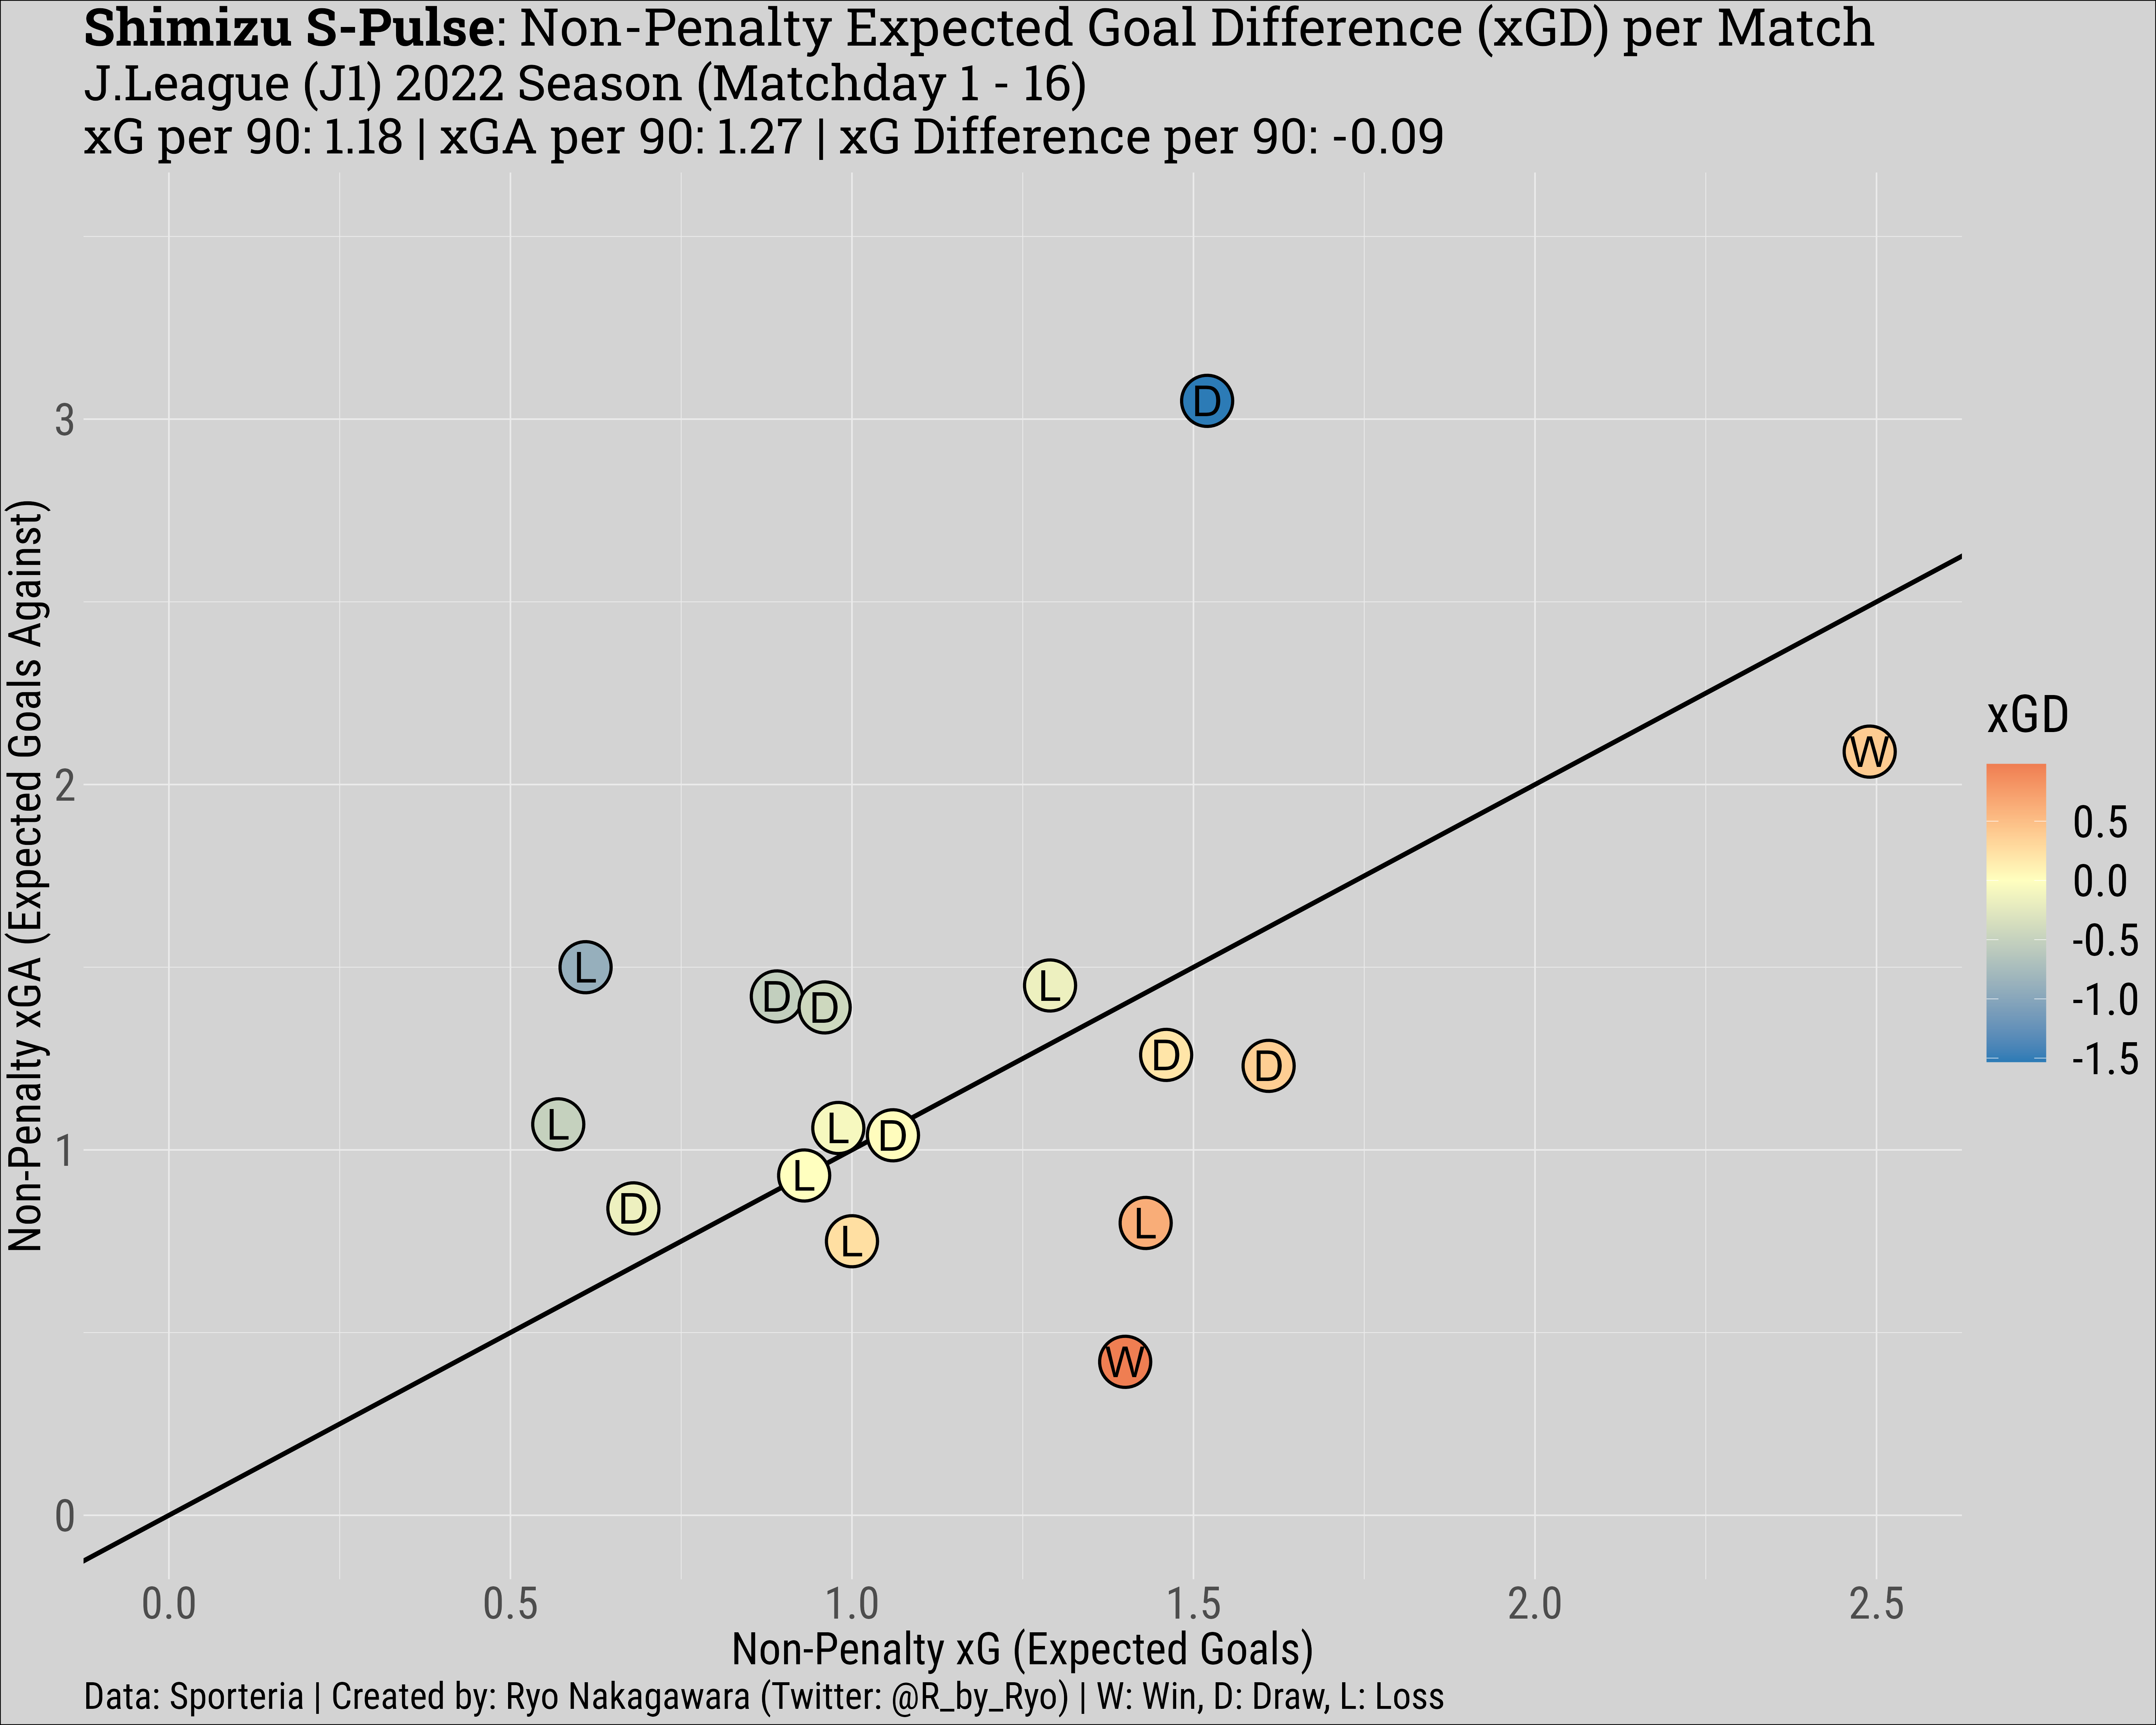 Shimizu S-Pulse: Non-Penalty Expected Goal Difference (xGD) per Match
J.League (J1) 2022 Season (Matchday 1 - 16)
xG per 90: 1.18 | xGA per 90: 1.27 | xG Difference per 90: -0.09
Non-Penalty xGA (Expected Goals Against)
3
2
1
0
D
W
L
D
D
L
D
D
L
L
D
L
D
L
L
W
0.0
0.5
1.0
1.5
2.0
2.5
Non-Penalty xG (Expected Goals)
xGD
0.5
0.0
-0.5
-1.0
-1.5
Data: Sporteria | Created by: Ryo Nakagawara (Twitter: @R_by_Ryo) | W: Win, D: Draw, L: Loss